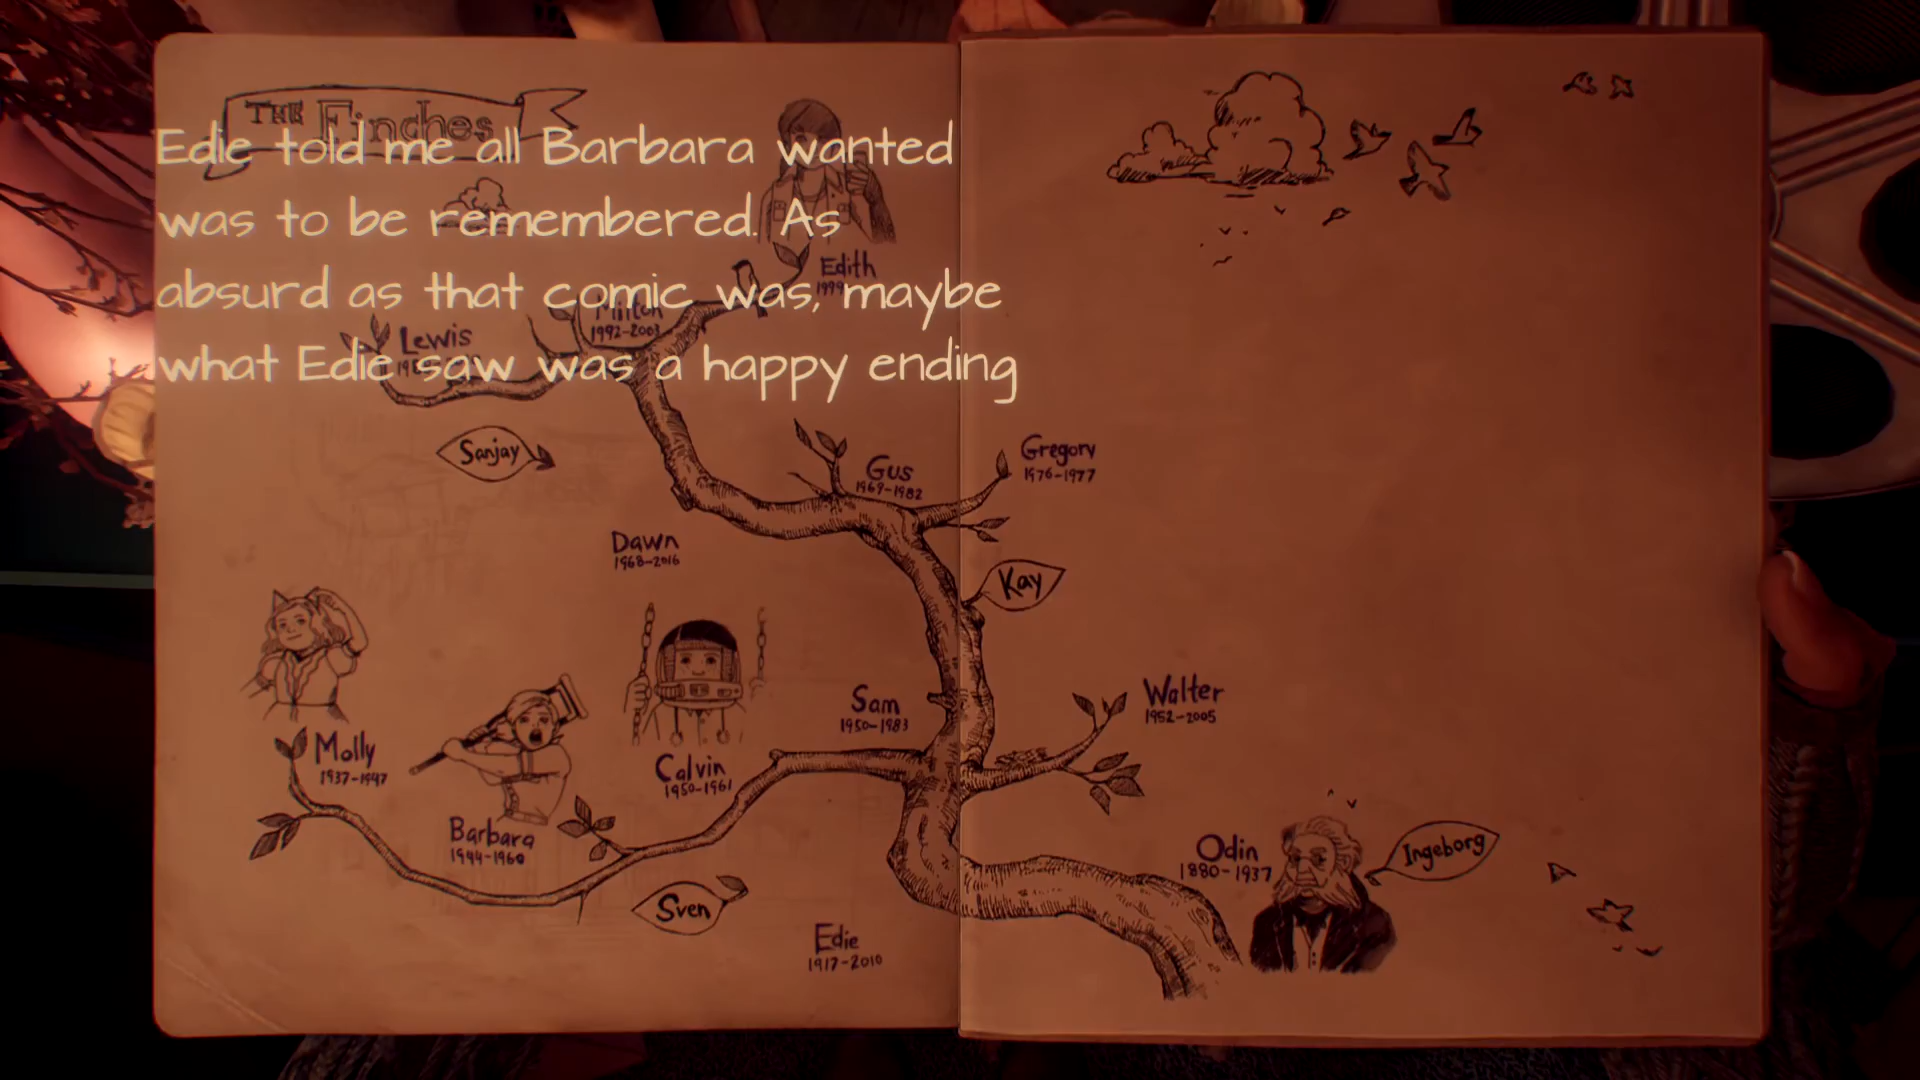 THE Finches
Edie told me all Barbara wanted
was to be remembered. As
absurd as that comic was, maybe
what Edie saw was a happy ending
Edith
Milton
1992-2003
Lewis
Sanjay
Gus
1969-1982
Gregory
1976-1977
Dawn
1968-2016
Kay
Sam
1950-1983
Walter
1952-2005
Molly
1937-1947
Calvin
1950-1961
Barbara
1944-1960
Odin
1880-1937
Ingeborg
Sven
Edie
1917-2010